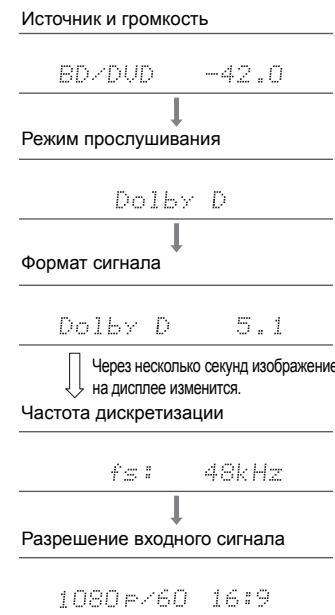 Источник и громкость
BD/DVD -42.0
Режим прослушивания
Dolby D
Формат сигнала
Dolby D 5.1
Через несколько секунд изображение
на дисплее изменится.
Частота дискретизации
fs: 48kHz
Разрешение входного сигнала
1080p/60 16:9